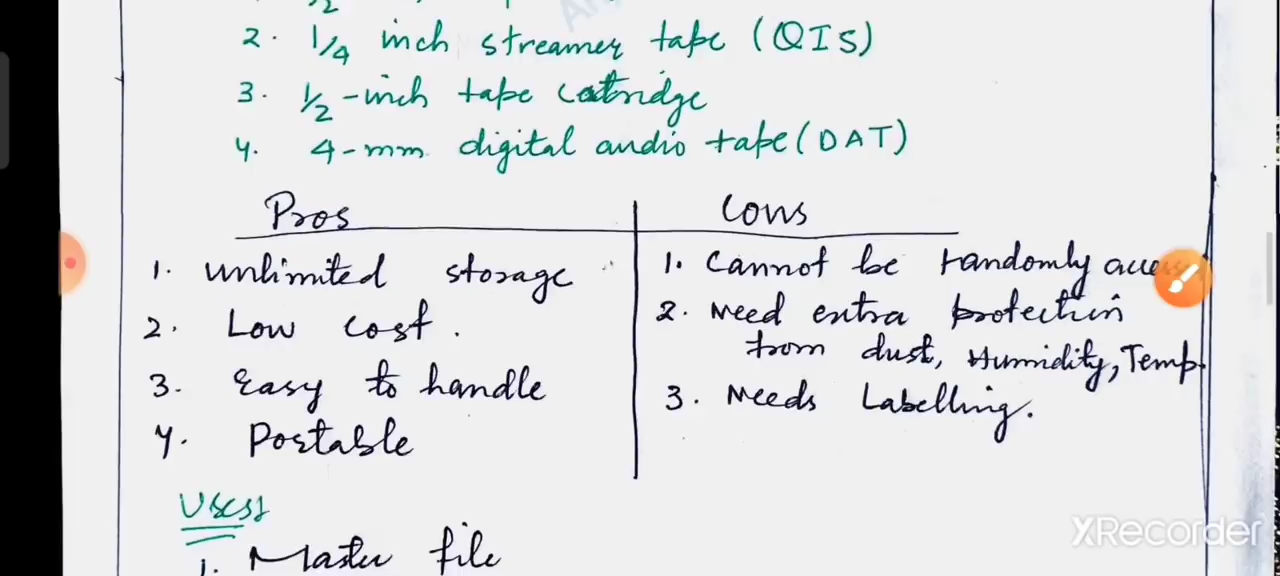 2. 1/4 inch streamer tape (QIS)
3. 1/2-inch tape catridge
4. 4-mm digital audio tape (DAT)
Pros
Cons
1. unlimited storage
1. Cannot be randomly
2. Low cost.
2. Need extra protection
from dust, Humidity, Temp.
3. Easy to handle
3. Needs Labelling.
4. Portable
Uses
1. Master file
XRecorder